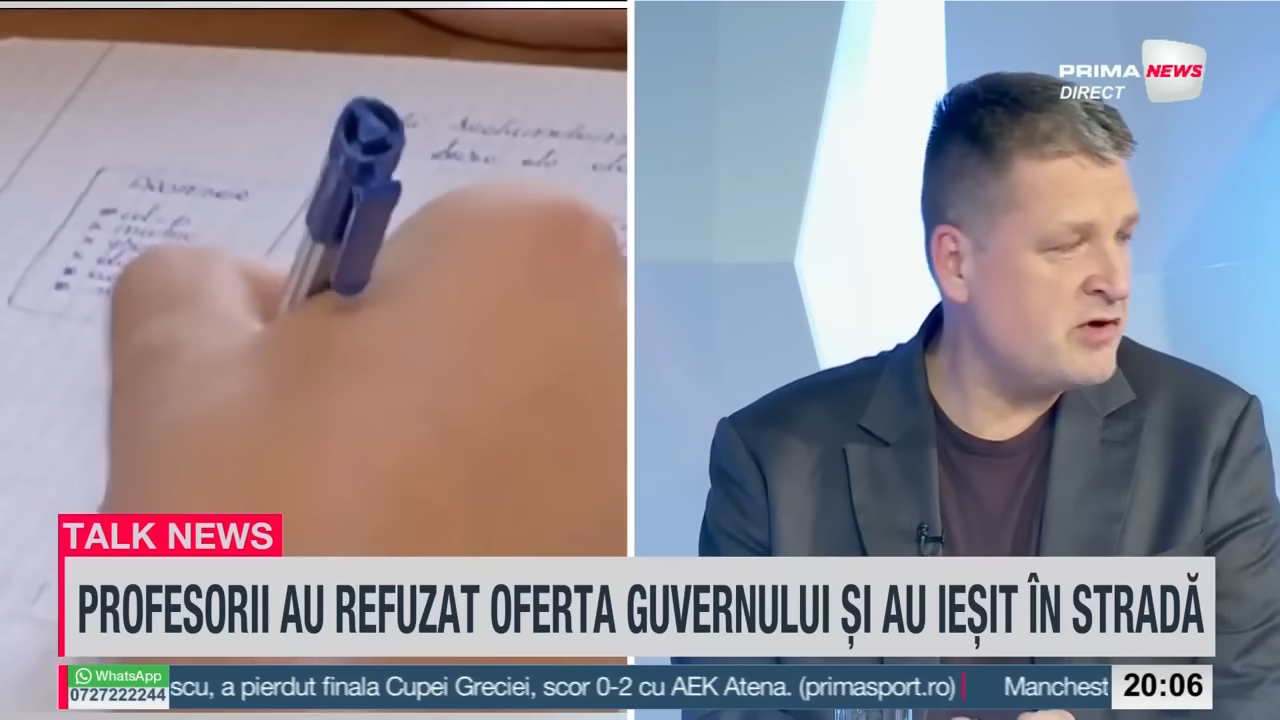 PRIMA NEWS
DIRECT
TALK NEWS
PROFESORII AU REFUZAT OFERTA GUVERNULUI ȘI AU IEȘIT ÎN STRADĂ
WhatsApp
0727222244
scu, a pierdut finala Cupei Greciei, scor 0-2 cu AEK Atena. (primasport.ro) | Manchest
20:06